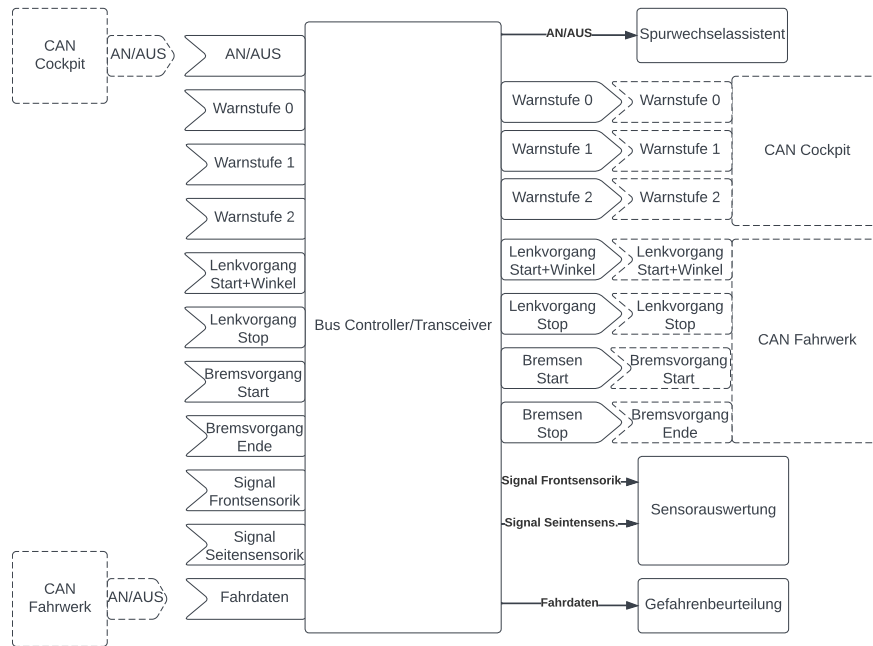 CAN
Cockpit
AN/AUS
AN/AUS
Warnstufe 0
Warnstufe 1
Warnstufe 2
Lenkvorgang
Start+Winkel
Lenkvorgang
Stop
Bremsvorgang
Start
Bremsvorgang
Ende
Signal
Frontsensorik
Signal
Seitensensorik
Fahrdaten
CAN
Fahrwerk
AN/AUS
Bus Controller/Transceiver
AN/AUS
Spurwechselassistent
Warnstufe 0
Warnstufe 0
Warnstufe 1
Warnstufe 1
Warnstufe 2
Warnstufe 2
CAN Cockpit
Lenkvorgang
Start+Winkel
Lenkvorgang
Start+Winkel
Lenkvorgang
Stop
Lenkvorgang
Stop
Bremsen
Start
Bremsvorgang
Start
Bremsen
Stop
Bremsvorgang
Ende
CAN Fahrwerk
Signal Frontsensorik
Signal Seintensens.
Sensorauswertung
Fahrdaten
Gefahrenbeurteilung